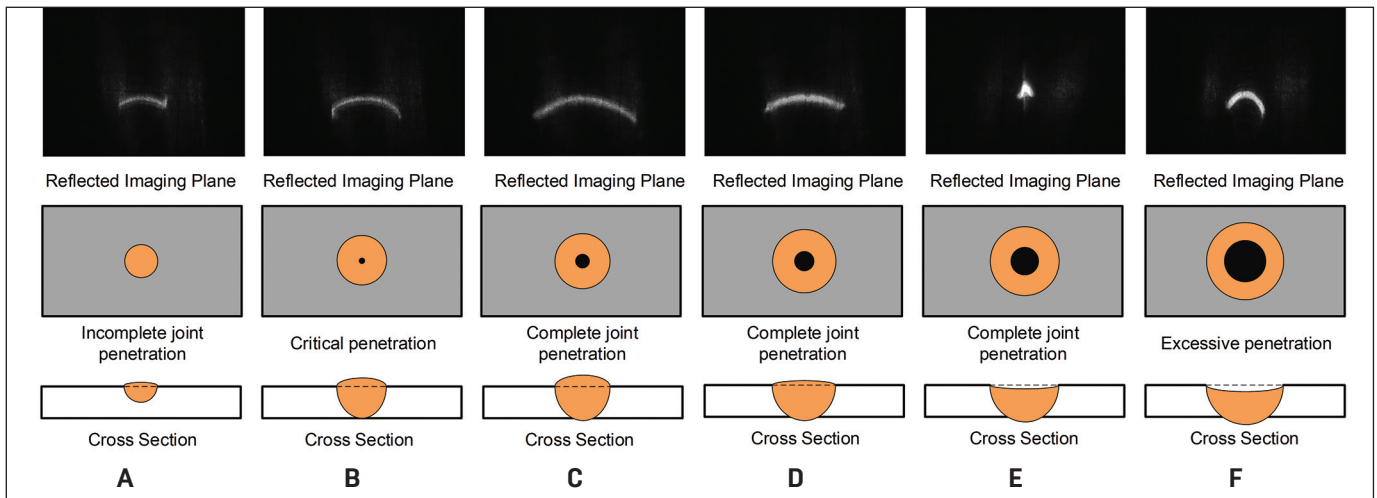 Reflected Imaging Plane
Reflected Imaging Plane
Reflected Imaging Plane
Reflected Imaging Plane
Reflected Imaging Plane
Reflected Imaging Plane
Incomplete joint
penetration
Critical penetration
Complete joint
penetration
Complete joint
penetration
Complete joint
penetration
Excessive penetration
Cross Section
Cross Section
Cross Section
Cross Section
Cross Section
Cross Section
A
B
C
D
E
F